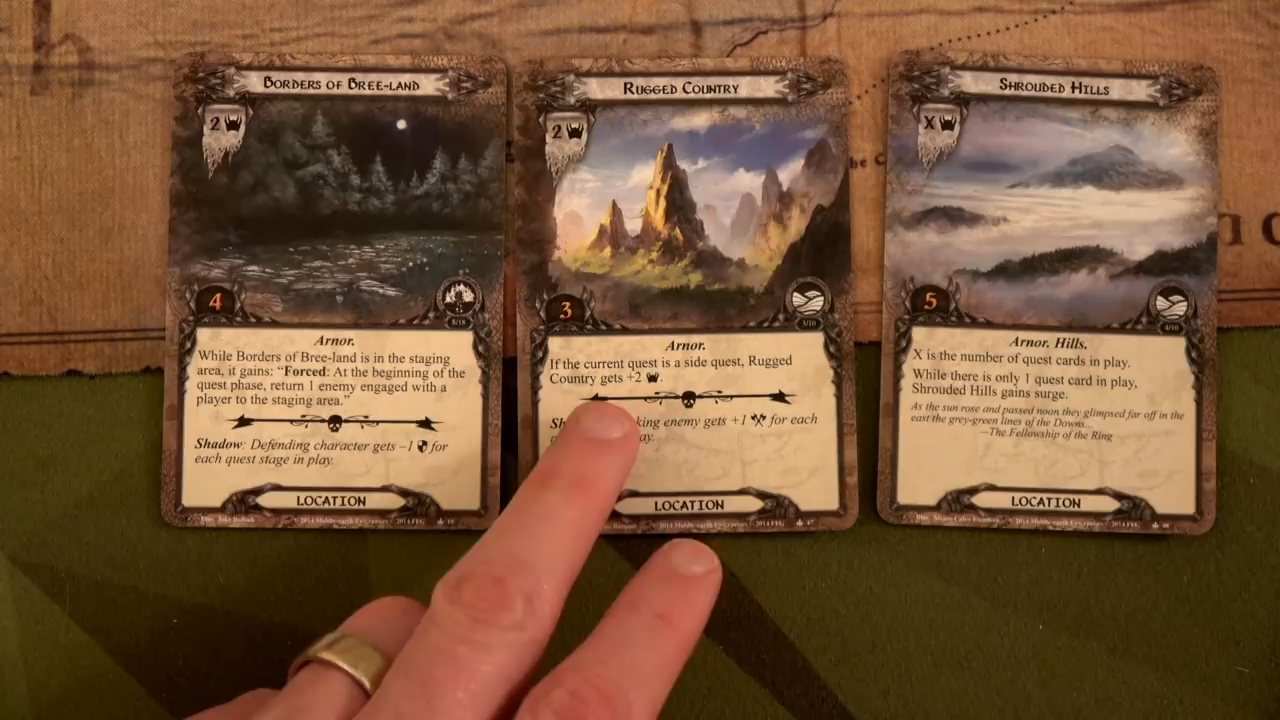 BORDERS OF BREE-LAND
2
4
8/18
Arnor.
While Borders of Bree-land is in the staging
area, it gains: “Forced: At the beginning of the
quest phase, return 1 enemy engaged with a
player to the staging area.”
Shadow: Defending character gets –1 for
each quest stage in play.
LOCATION
RUGGED COUNTRY
2
3
3/10
Arnor.
If the current quest is a side quest, Rugged
Country gets +2 .
enemy gets +1 for each
LOCATION
SHROUDED HILLS
X
5
4/10
Arnor. Hills.
X is the number of quest cards in play.
While there is only 1 quest card in play,
Shrouded Hills gains surge.
As the sun rose and passed noon they glimpsed far off in the
east the grey-green lines of the Downs...
—The Fellowship of the Ring
LOCATION